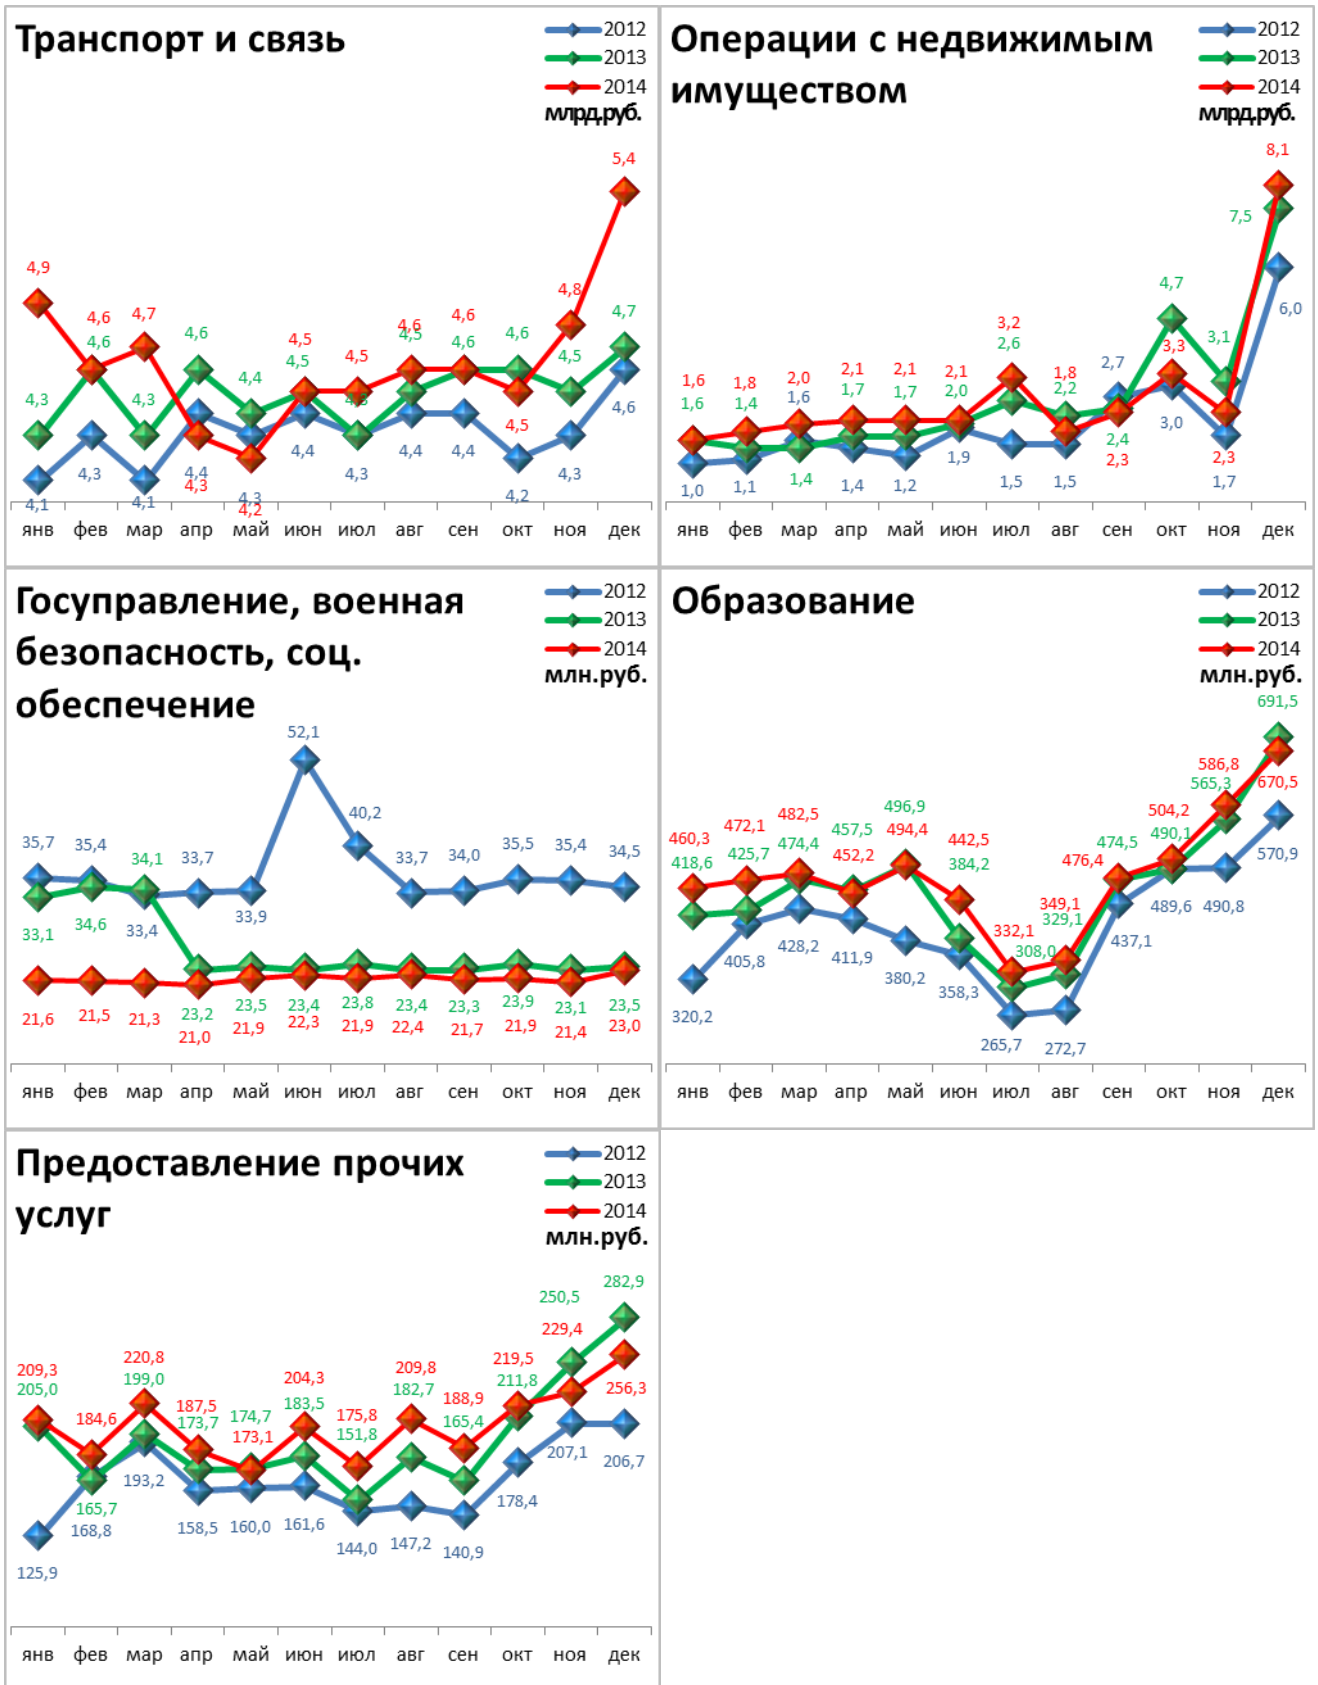 Транспорт и связь
2012
2013
2014
млрд.руб.
5,4
4,9
4,6 4,7 4,5 4,5 4,6 4,6 4,8
4,3 4,6 4,3 4,6 4,4 4,5 4,3 4,5 4,6 4,6 4,5 4,7
4,3 4,2 4,5
4,1 4,3 4,1 4,4 4,3 4,4 4,3 4,4 4,4 4,2 4,3 4,6
янв фев мар апр май июн июл авг сен окт ноя дек
Операции с недвижимым
имуществом
2012
2013
2014
млрд.руб.
1,6 1,8 2,0 2,1 2,1 2,1 3,2 1,8 2,3 3,3 2,3 8,1
1,6 1,4 1,4 1,7 1,7 2,0 2,6 2,2 2,4 4,7 3,1 7,5
1,0 1,1 1,6 1,4 1,2 1,9 1,5 1,5 2,7 3,0 1,7 6,0
янв фев мар апр май июн июл авг сен окт ноя дек
Госуправление, военная
безопасность, соц.
обеспечение
2012
2013
2014
млн.руб.
35,7 35,4 33,4 33,7 33,9 52,1 40,2 33,7 34,0 35,5 35,4 34,5
33,1 34,6 34,1 23,2 23,5 23,4 23,8 23,4 23,3 23,9 23,1 23,5
21,6 21,5 21,3 21,0 21,9 22,3 21,9 22,4 21,7 21,9 21,4 23,0
янв фев мар апр май июн июл авг сен окт ноя дек
Образование
2012
2013
2014
млн.руб.
460,3 472,1 482,5 452,2 494,4 442,5 332,1 349,1 476,4 504,2 586,8 670,5
418,6 425,7 474,4 457,5 496,9 384,2 308,0 329,1 474,5 490,1 565,3 691,5
320,2 405,8 428,2 411,9 380,2 358,3 265,7 272,7 437,1 489,6 490,8 570,9
янв фев мар апр май июн июл авг сен окт ноя дек
Предоставление прочих
услуг
2012
2013
2014
млн.руб.
209,3 184,6 220,8 187,5 173,1 204,3 175,8 209,8 188,9 219,5 229,4 256,3
205,0 165,7 199,0 173,7 174,7 183,5 151,8 182,7 165,4 211,8 250,5 282,9
125,9 168,8 193,2 158,5 160,0 161,6 144,0 147,2 140,9 178,4 207,1 206,7
янв фев мар апр май июн июл авг сен окт ноя дек